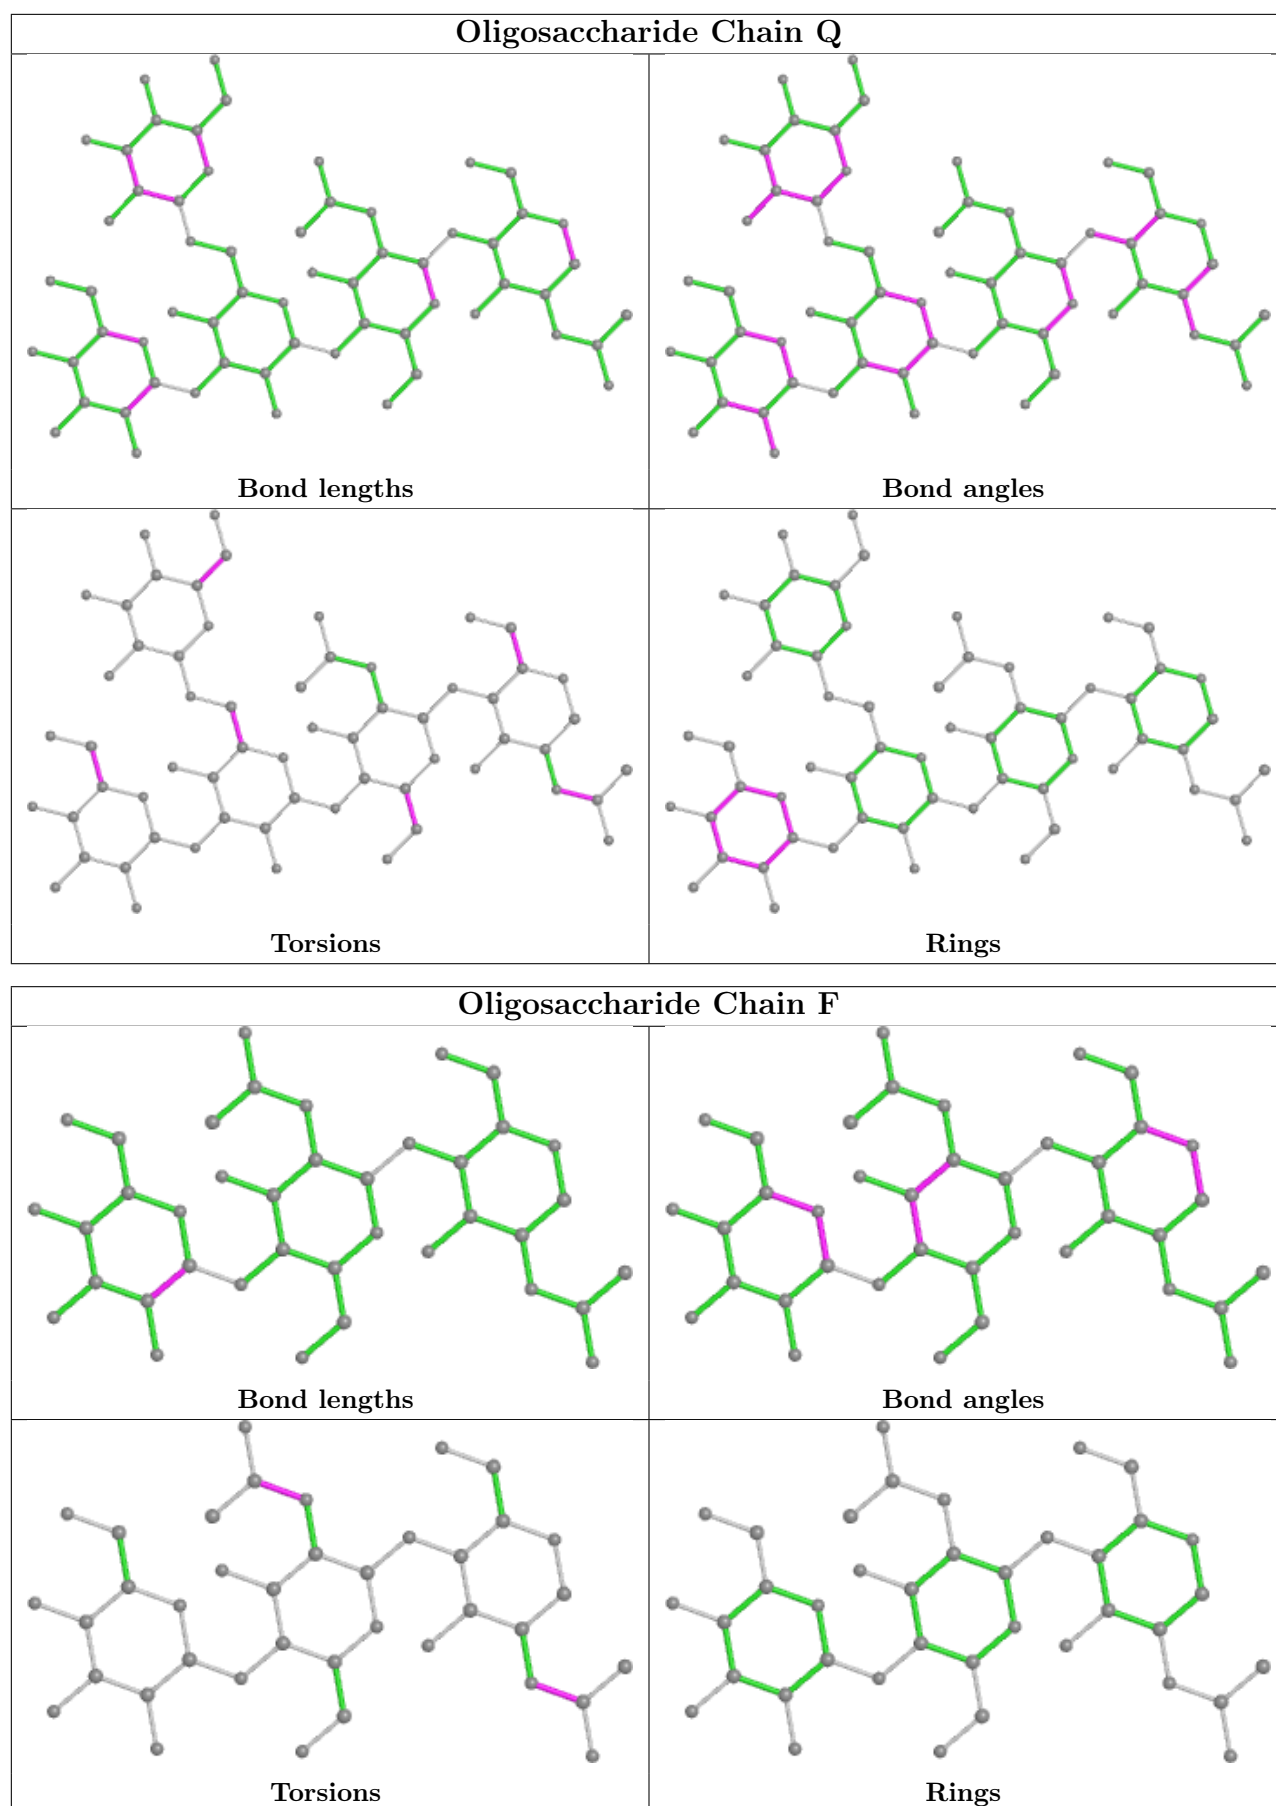 Oligosaccharide Chain Q
Bond lengths
Bond angles
Torsions
Rings
Oligosaccharide Chain F
Bond lengths
Bond angles
Torsions
Rings